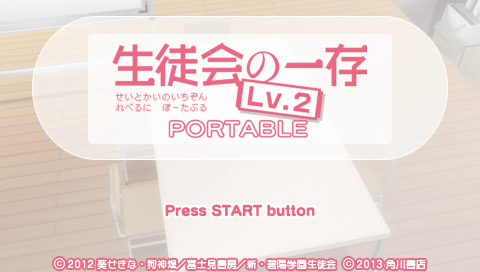 生徒会の一存
せいとかいのいちぞん
れべるに ぽーたぶる
Lv.2
PORTABLE
Press START button
©2012 葵せきな・狗神煌／富士見書房／新・碧陽学園生徒会 ©2013 角川書店